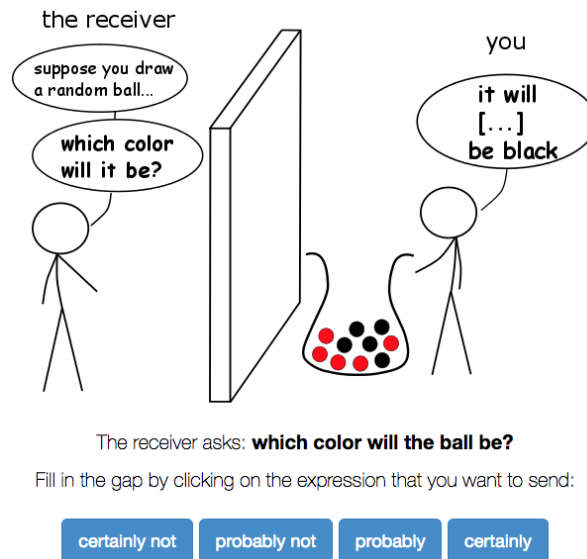 the receiver
you
suppose you draw
a random ball...
which color
will it be?
it will
[...]
be black
The receiver asks: which color will the ball be?
Fill in the gap by clicking on the expression that you want to send:
certainly not
probably not
probably
certainly